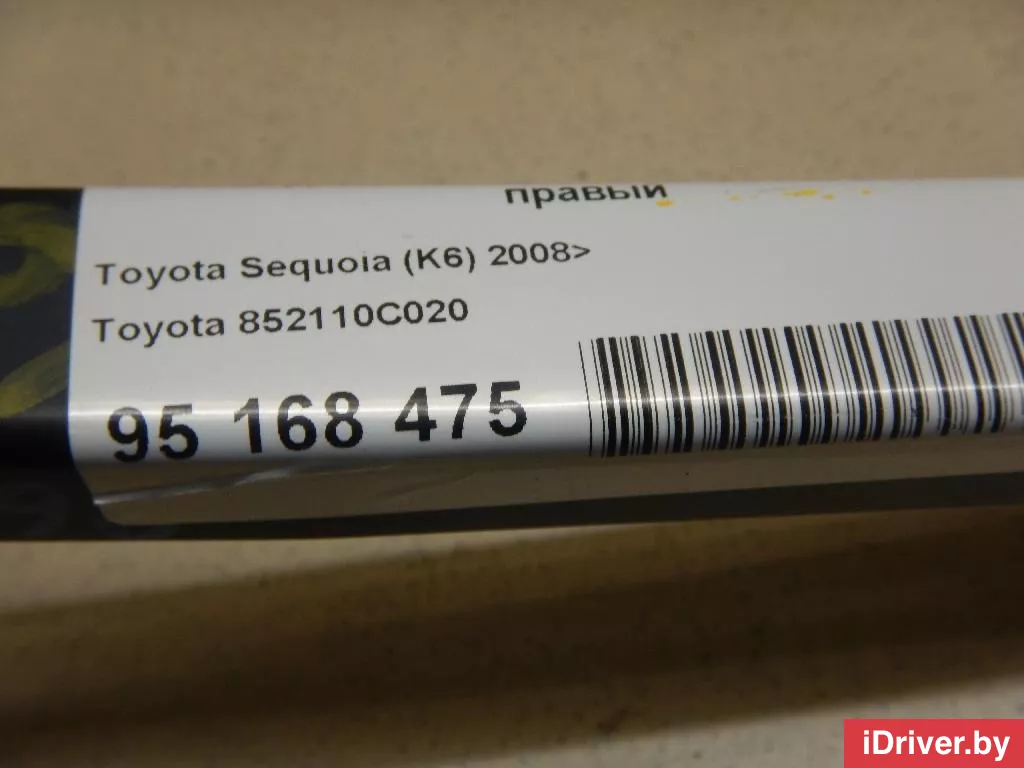 правый
Toyota Sequoia (K6) 2008>
Toyota 852110C020
95 168 475
iDriver.by